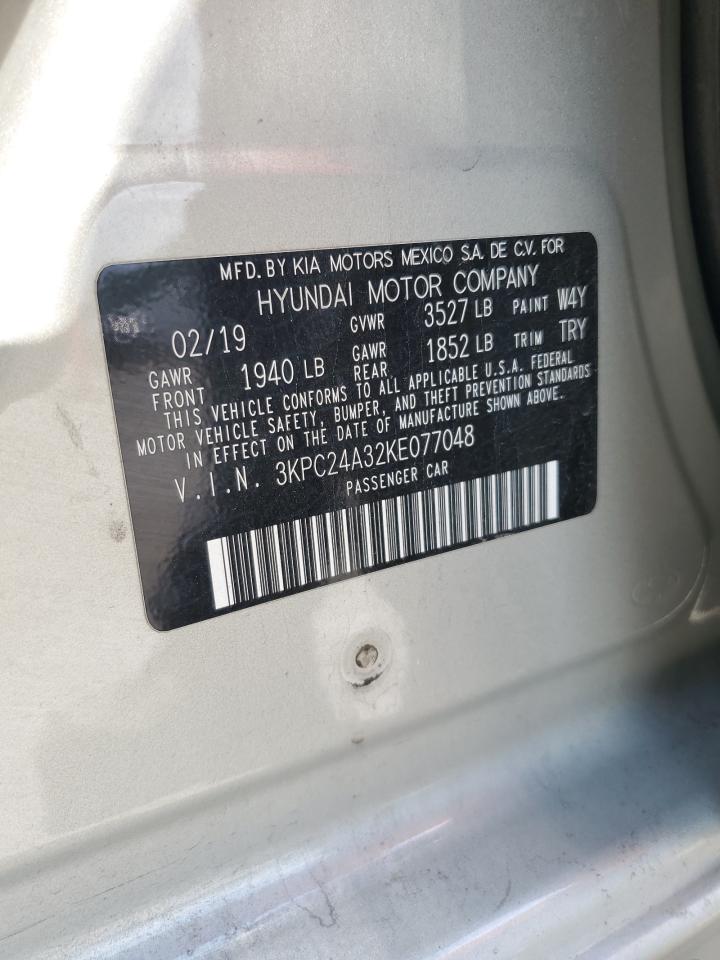 MFD. BY KIA MOTORS MEXICO S.A. DE C.V. FOR
HYUNDAI MOTOR COMPANY
02/19 GVWR 3527 LB PAINT W4Y
GAWR FRONT 1940 LB GAWR REAR 1852 LB TRIM TRY
THIS VEHICLE CONFORMS TO ALL APPLICABLE U.S.A. FEDERAL
MOTOR VEHICLE SAFETY, BUMPER, AND THEFT PREVENTION STANDARDS
IN EFFECT ON THE DATE OF MANUFACTURE SHOWN ABOVE.
V.I.N. 3KPC24A32KE077048
PASSENGER CAR